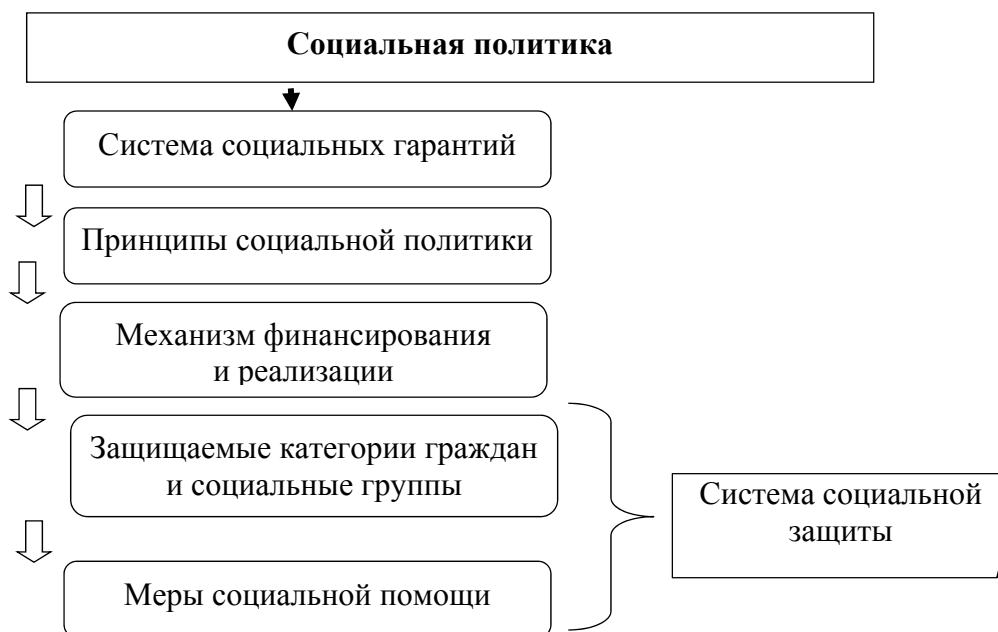 Социальная политика
Система социальных гарантий
Принципы социальной политики
Механизм финансирования
и реализации
Защищаемые категории граждан
и социальные группы
Система социальной
защиты
Меры социальной помощи